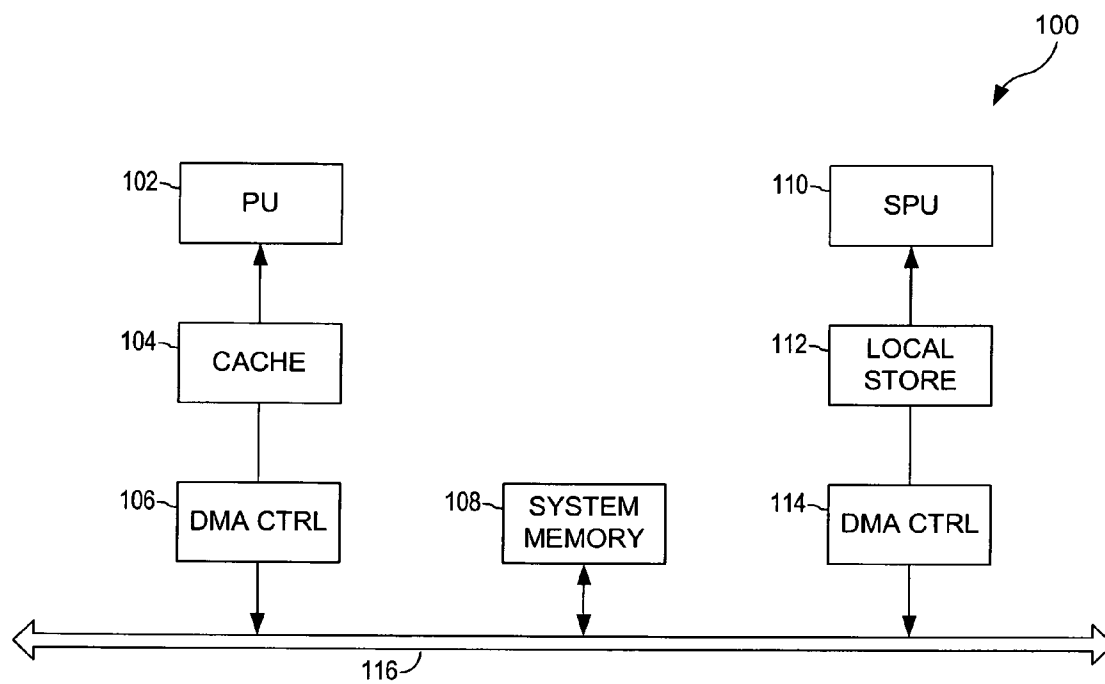 100
102
PU
110
SPU
104
CACHE
112
LOCAL
STORE
106
DMA CTRL
108
SYSTEM
MEMORY
114
DMA CTRL
116